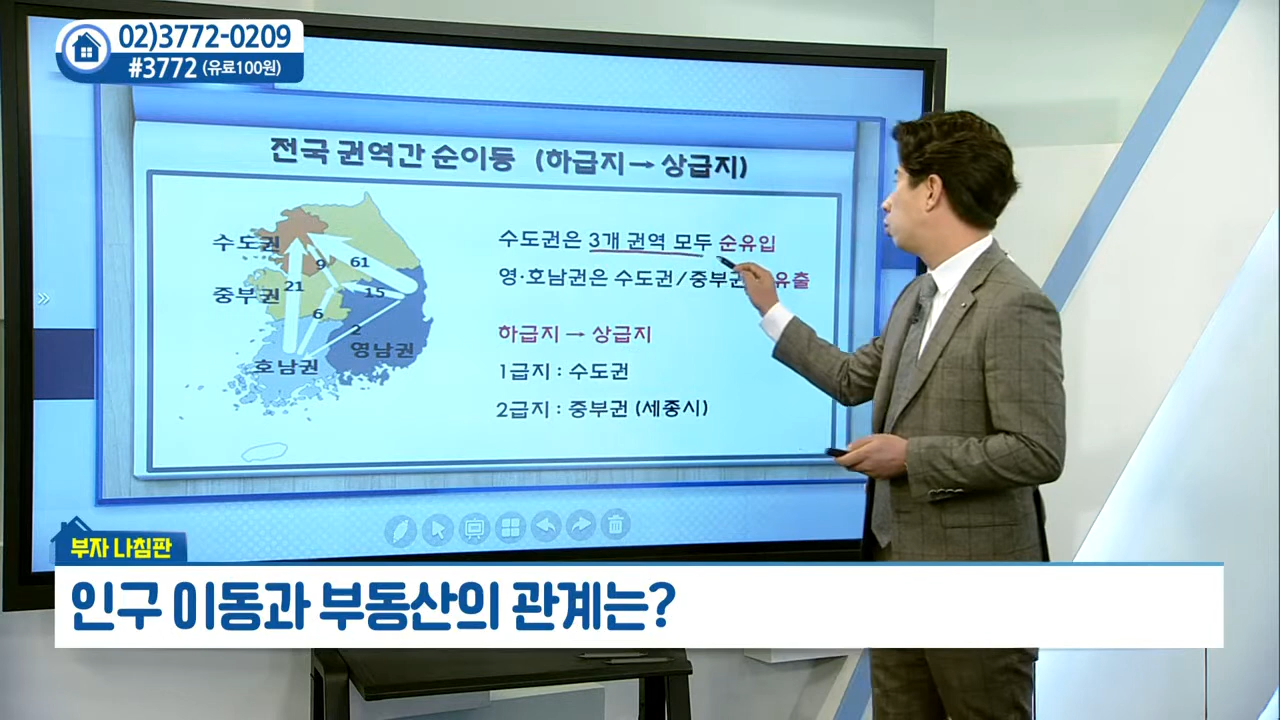 02)3772-0209
#3772 (유료100원)
전국 권역간 순이동 (하급지→ 상급지)
수도권
중부권
호남권
영남권
9
61
21
15
6
2
수도권은 3개 권역 모두 순유입
영·호남권은 수도권/중부권 유출
하급지 → 상급지
1급지 : 수도권
2급지 : 중부권 (세종시)
»
부자 나침판
인구 이동과 부동산의 관계는?